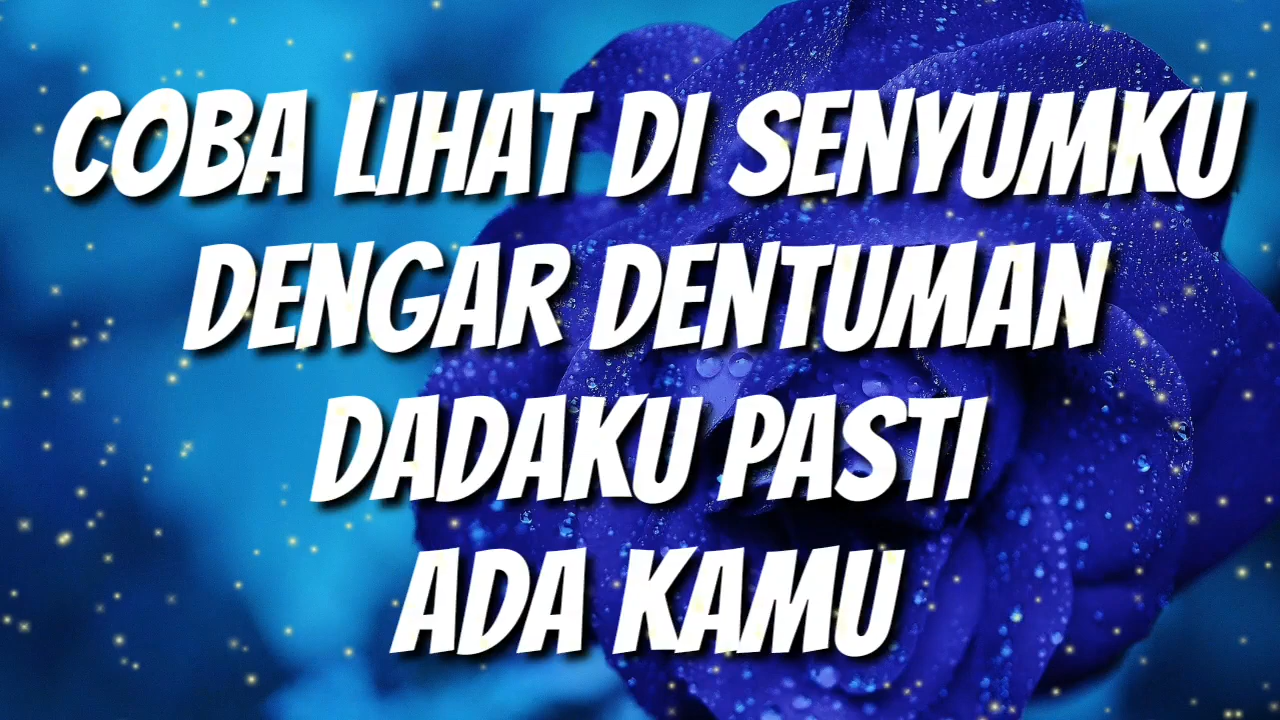 COBA LIHAT DI SENYUMKU
DENGAR DENTUMAN
DADAKU PASTI
ADA KAMU